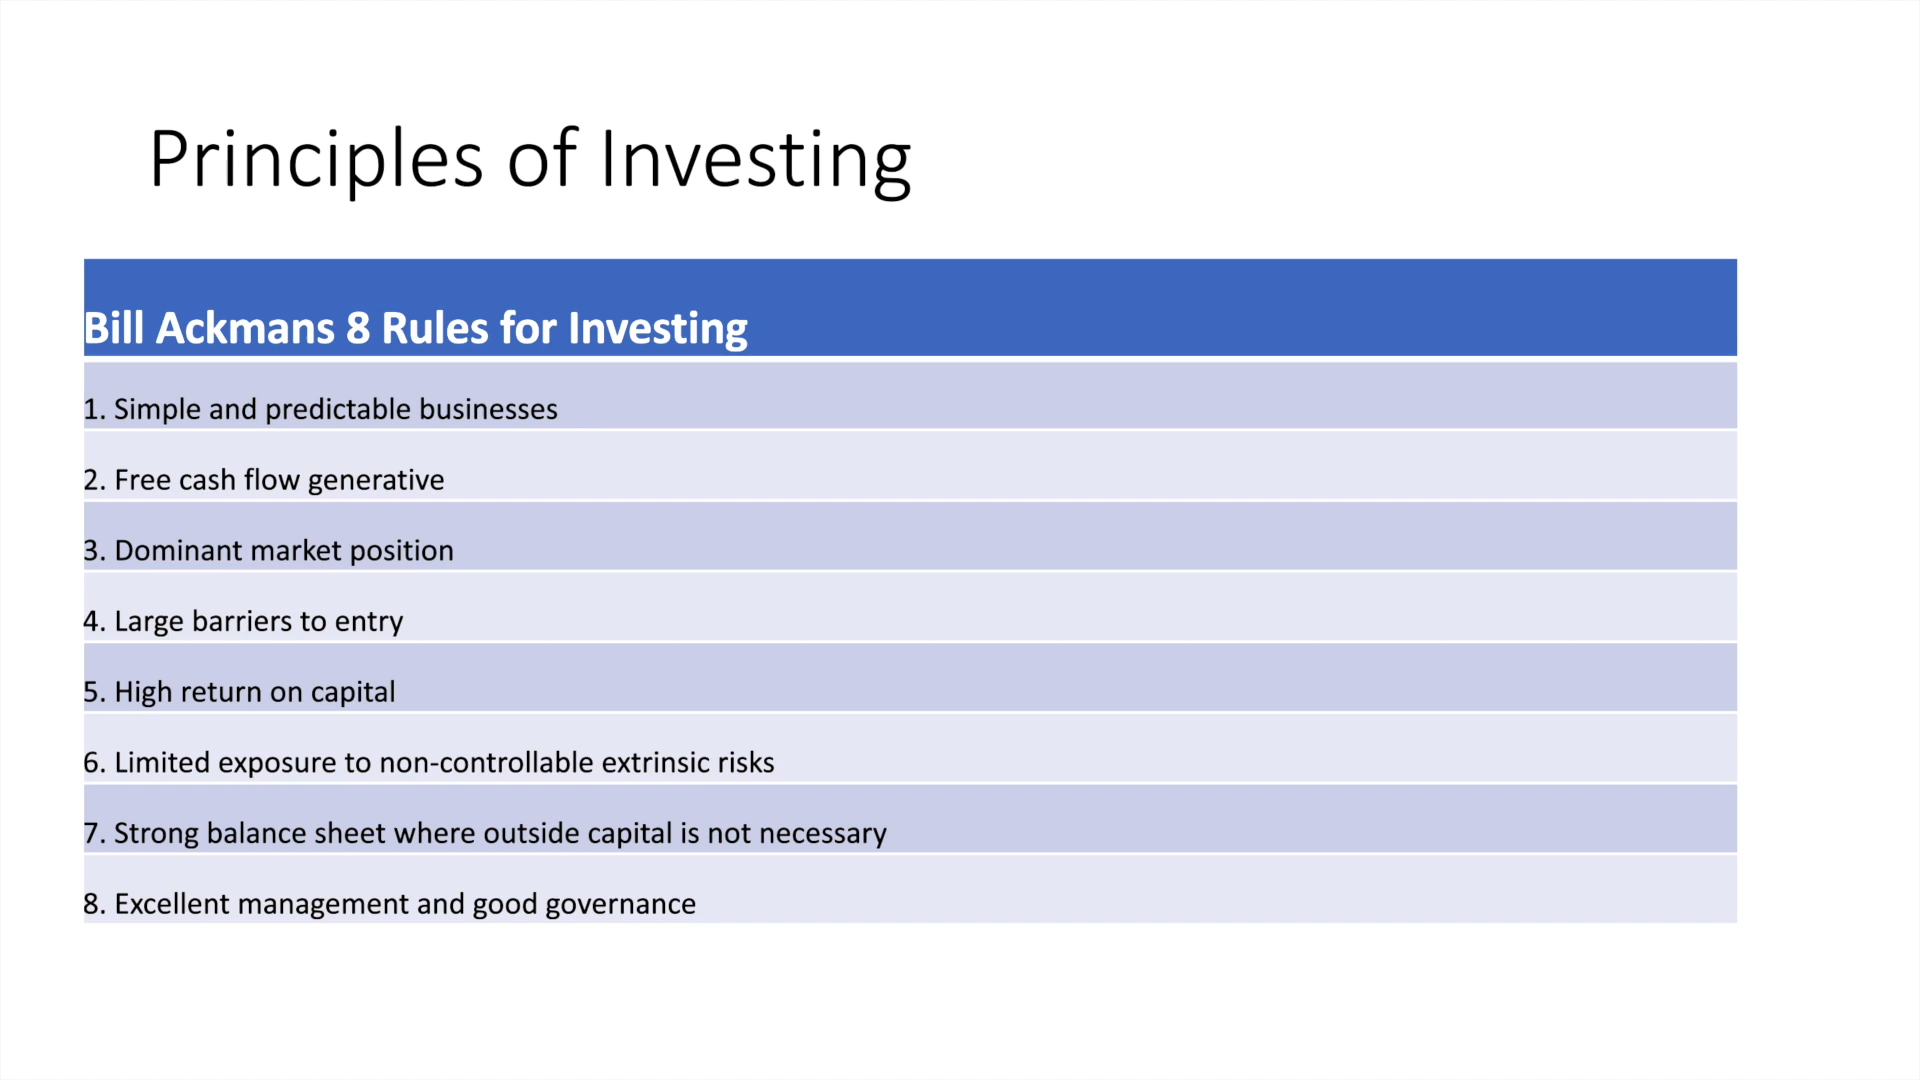 Principles of Investing
Bill Ackmans 8 Rules for Investing
1. Simple and predictable businesses
2. Free cash flow generative
3. Dominant market position
4. Large barriers to entry
5. High return on capital
6. Limited exposure to non-controllable extrinsic risks
7. Strong balance sheet where outside capital is not necessary
8. Excellent management and good governance